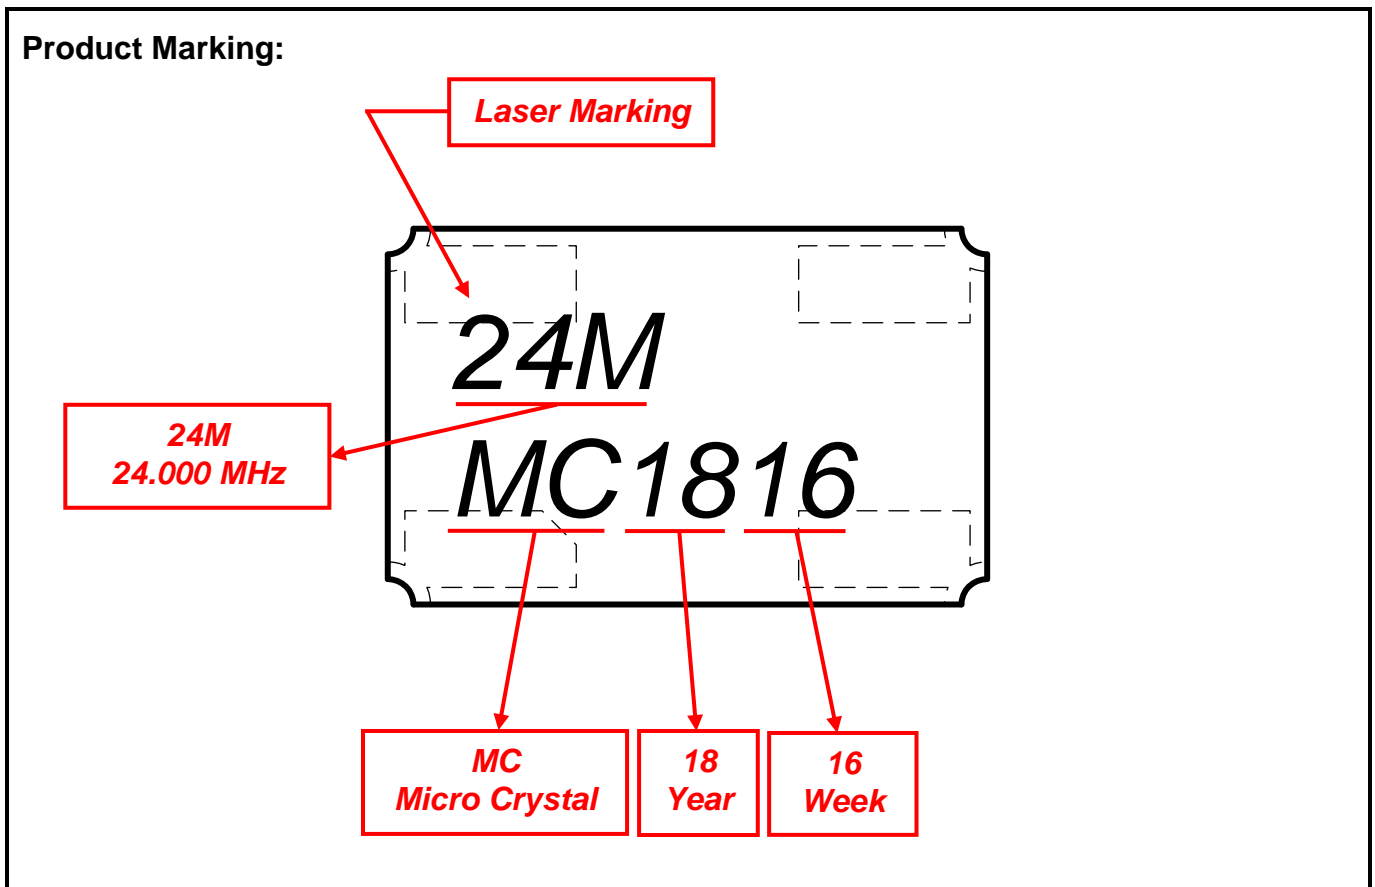 Product Marking:
Laser Marking
24M
24M
24.000 MHz
MC1816
MC
Micro Crystal
18
Year
16
Week